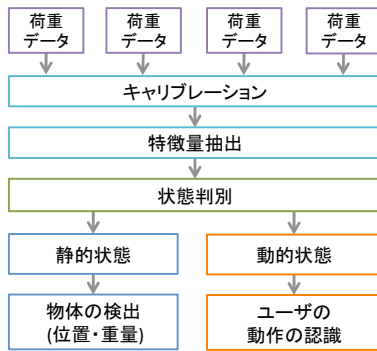 荷重
データ
荷重
データ
荷重
データ
荷重
データ
キャリブレーション
特徴量抽出
状態判別
静的状態
動的状態
物体の検出
(位置・重量)
ユーザの
動作の認識